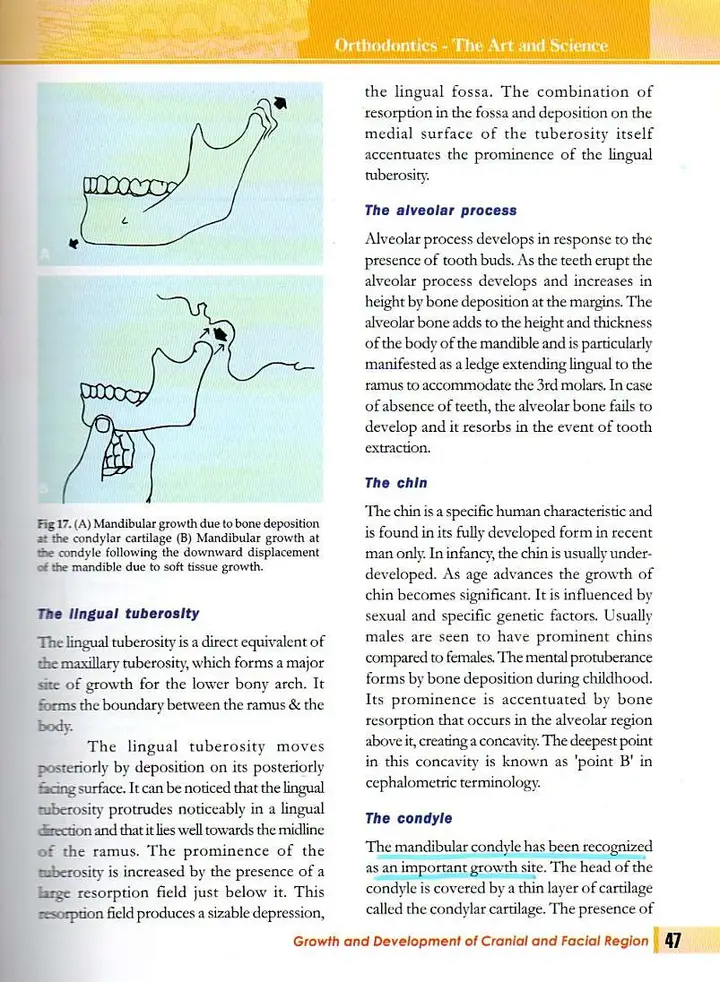 Orthodontics - The Art and Science
A
B
Fig 17. (A) Mandibular growth due to bone deposition
at the condylar cartilage (B) Mandibular growth at
the condyle following the downward displacement
of the mandible due to soft tissue growth.
The lingual tuberosity
The lingual tuberosity is a direct equivalent of
the maxillary tuberosity, which forms a major
site of growth for the lower bony arch. It
forms the boundary between the ramus & the
body.
The lingual tuberosity moves
posteriorly by deposition on its posteriorly
facing surface. It can be noticed that the lingual
tuberosity protrudes noticeably in a lingual
direction and that it lies well towards the midline
of the ramus. The prominence of the
tuberosity is increased by the presence of a
large resorption field just below it. This
resorption field produces a sizable depression,
the lingual fossa. The combination of
resorption in the fossa and deposition on the
medial surface of the tuberosity itself
accentuates the prominence of the lingual
tuberosity.
The alveolar process
Alveolar process develops in response to the
presence of tooth buds. As the teeth erupt the
alveolar process develops and increases in
height by bone deposition at the margins. The
alveolar bone adds to the height and thickness
of the body of the mandible and is particularly
manifested as a ledge extending lingual to the
ramus to accommodate the 3rd molars. In case
of absence of teeth, the alveolar bone fails to
develop and it resorbs in the event of tooth
extraction.
The chin
The chin is a specific human characteristic and
is found in its fully developed form in recent
man only. In infancy, the chin is usually under-
developed. As age advances the growth of
chin becomes significant. It is influenced by
sexual and specific genetic factors. Usually
males are seen to have prominent chins
compared to females. The mental protuberance
forms by bone deposition during childhood.
Its prominence is accentuated by bone
resorption that occurs in the alveolar region
above it, creating a concavity. The deepest point
in this concavity is known as 'point B' in
cephalometric terminology.
The condyle
The mandibular condyle has been recognized
as an important growth site. The head of the
condyle is covered by a thin layer of cartilage
called the condylar cartilage. The presence of
Growth and Development of Cranial and Facial Region 47